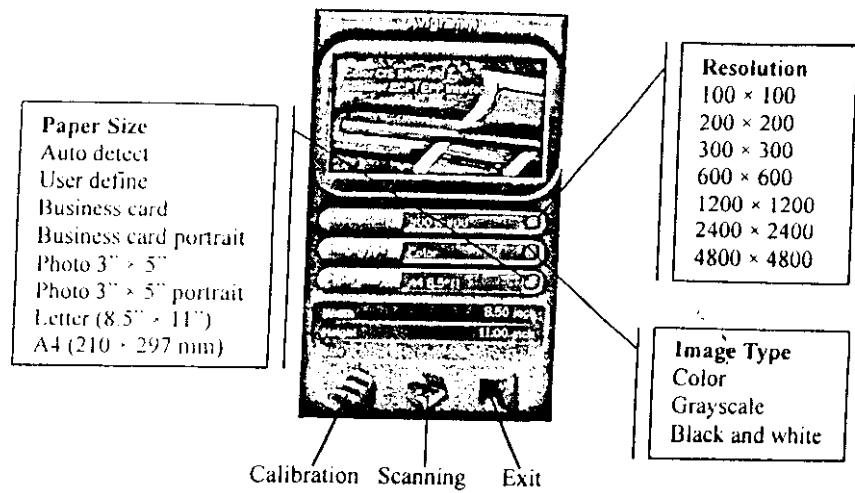 Paper Size
Auto detect
User define
Business card
Business card portrait
Photo 3" × 5"
Photo 3" × 5" portrait
Letter (8.5" × 11")
A4 (210 × 297 mm)
Color
8.50
11.00
Resolution
100 × 100
200 × 200
300 × 300
600 × 600
1200 × 1200
2400 × 2400
4800 × 4800
Image Type
Color
Grayscale
Black and white
Calibration Scanning Exit